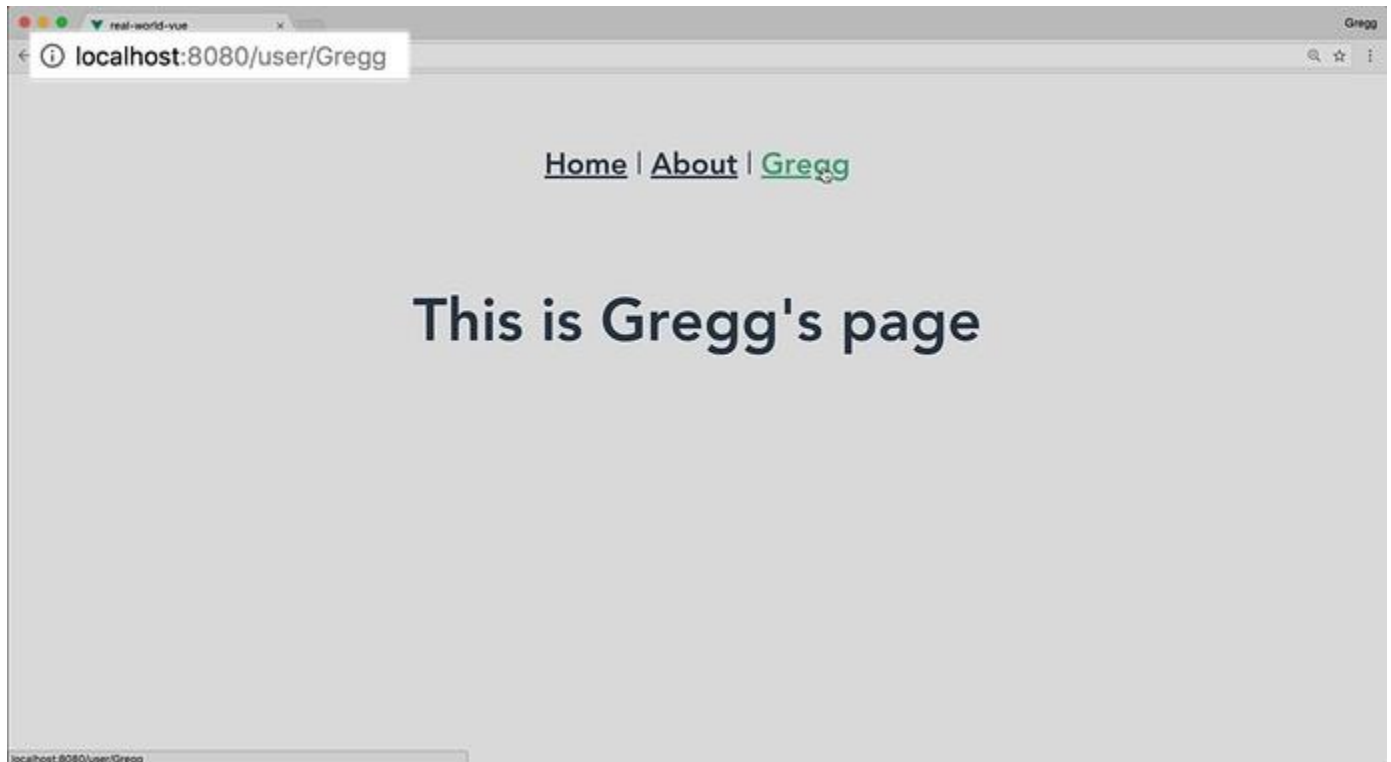 real-world-vue
Gregg
localhost:8080/user/Gregg
Home | About | Gregg
This is Gregg's page
localhost:8080/user/Gregg